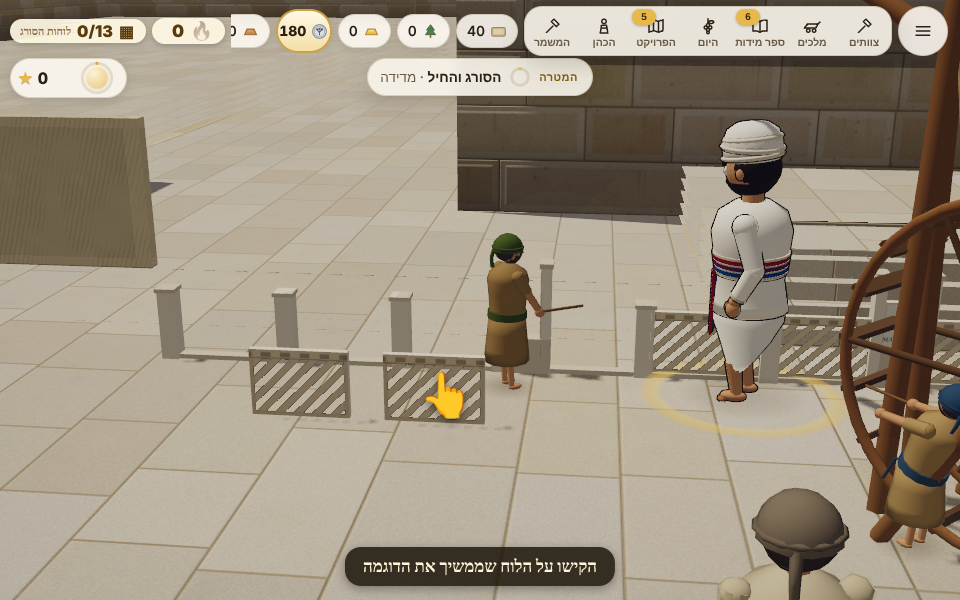 צוותים
מלכים
6
ספר מידות
היום
5
הפרויקט
הכהן
המשמר
40
0
0
180
0
0
0/13 לוחות הסורג
0
המטרה הסורג והחיל · מדידה
הקישו על הלוח שממשיך את הדוגמה